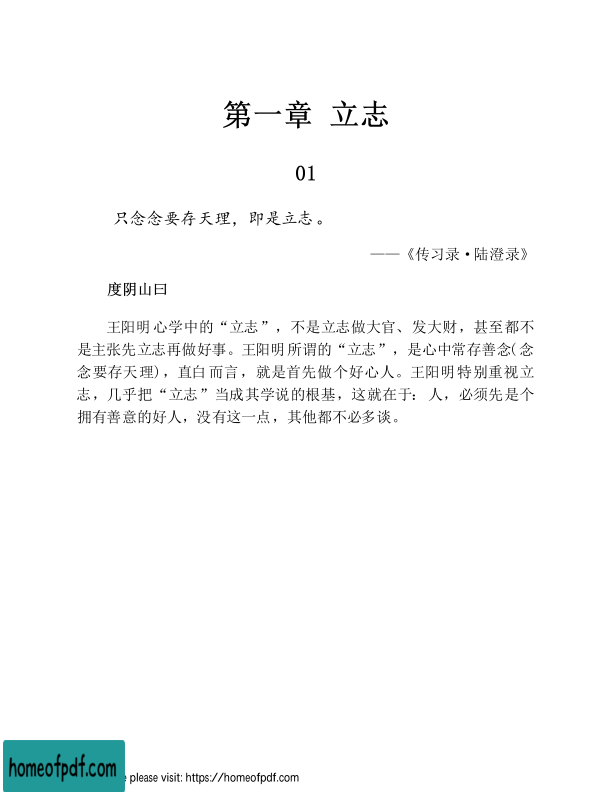 第一章 立志
01
只念念要存天理，即是立志。
——《传习录·陆澄录》
度阴山曰
王阳明心学中的“立志”，不是立志做大官、发大财，甚至都不
是主张先立志再做好事。王阳明所谓的“立志”，是心中常存善念(念
念要存天理)，直白而言，就是首先做个好心人。王阳明特别重视立
志，几乎把“立志”当成其学说的根基，这就在于：人，必须先是个
拥有善意的好人，没有这一点，其他都不必多谈。
homeofpdf.com
e please visit: https://homeofpdf.com